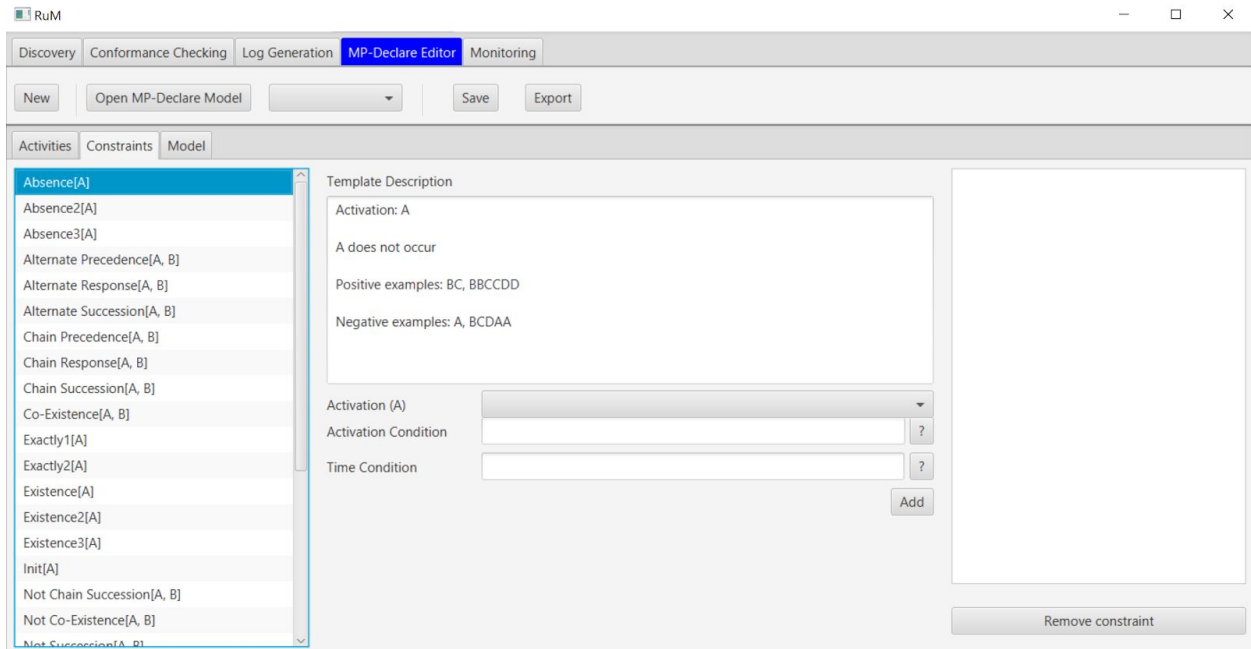 RuM
Discovery Conformance Checking Log Generation MP-Declare Editor Monitoring
New Open MP-Declare Model Save Export
Activities Constraints Model
Absence[A]
Absence2[A]
Absence3[A]
Alternate Precedence[A, B]
Alternate Response[A, B]
Alternate Succession[A, B]
Chain Precedence[A, B]
Chain Response[A, B]
Chain Succession[A, B]
Co-Existence[A, B]
Exactly1[A]
Exactly2[A]
Existence[A]
Existence2[A]
Existence3[A]
Init[A]
Not Chain Succession[A, B]
Not Co-Existence[A, B]
Not Succession[A, B]
Template Description
Activation: A
A does not occur
Positive examples: BC, BBCCDD
Negative examples: A, BCDAA
Activation (A)
Activation Condition ?
Time Condition ?
Add
Remove constraint